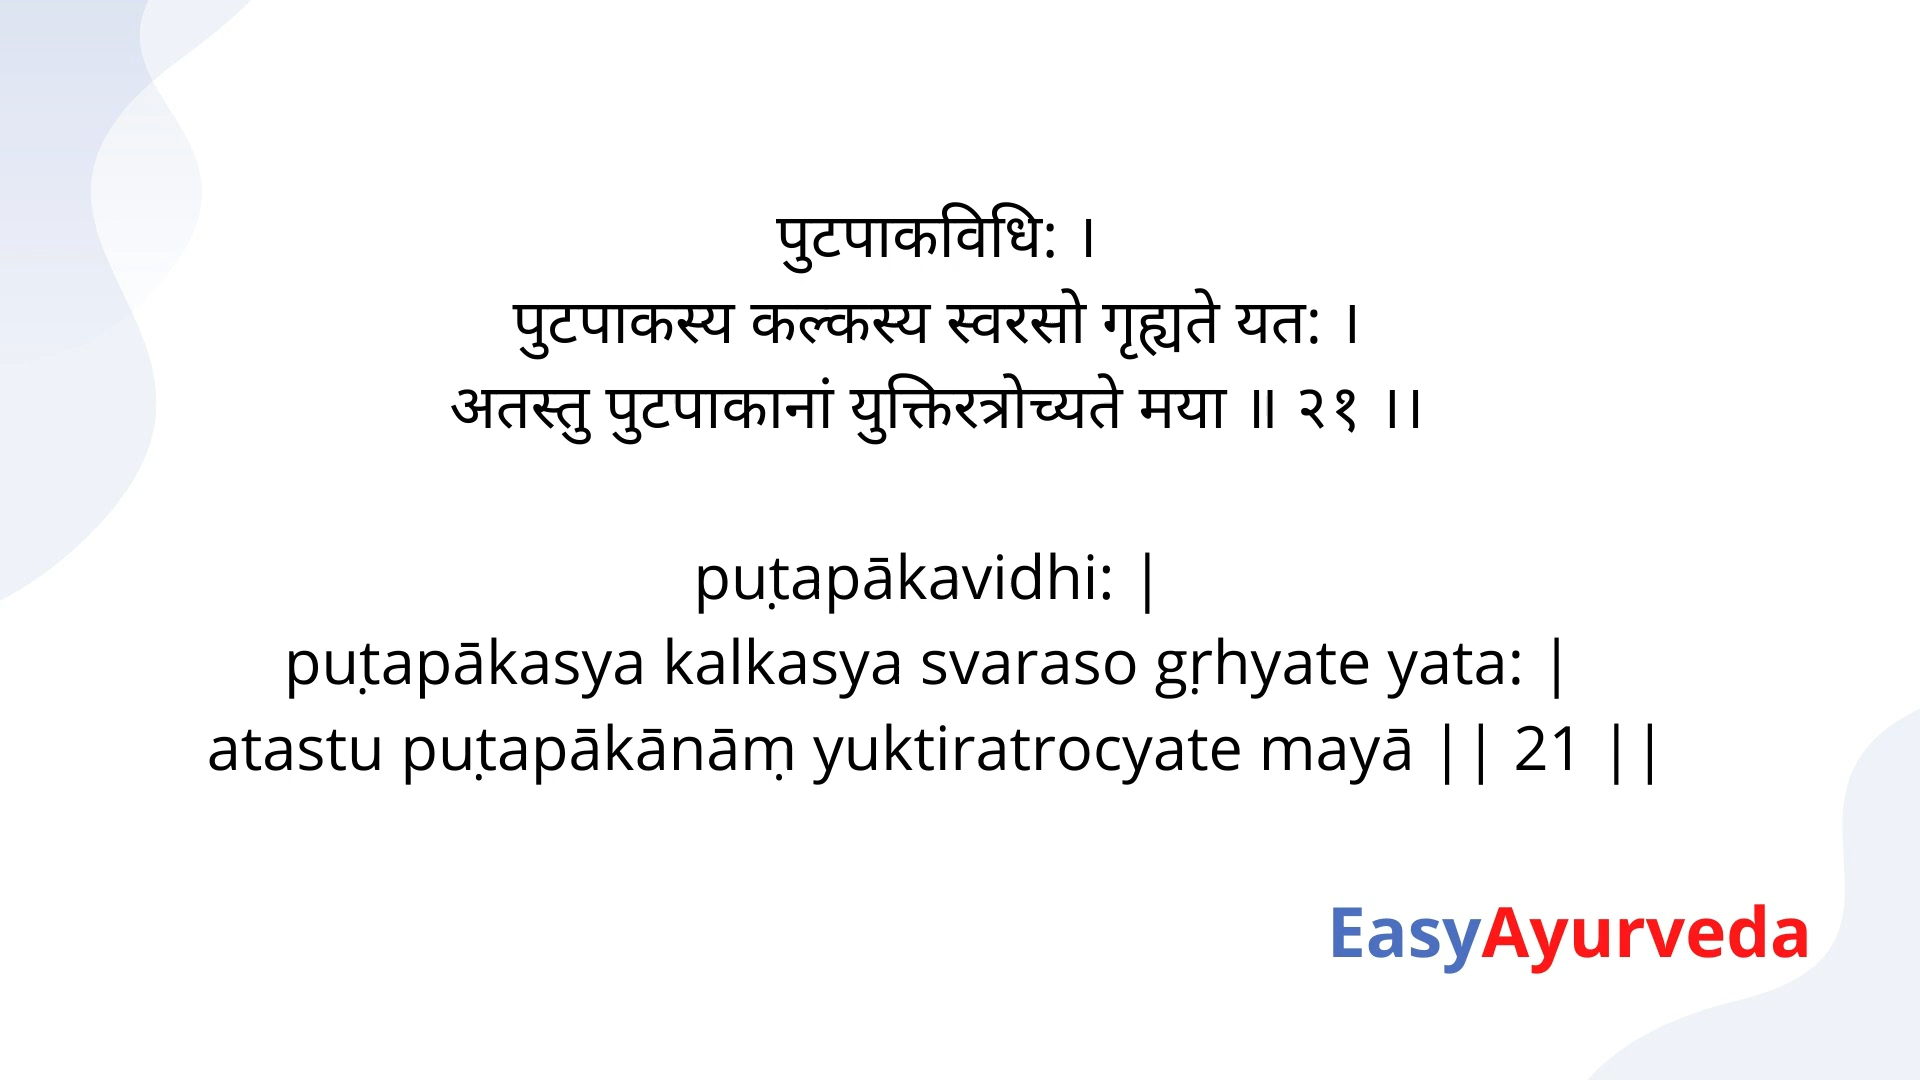 पुटपाकविधि: ।
पुटपाकस्य कल्कस्य स्वरसो गृह्यते यत: ।
अतस्तु पुटपाकानां युक्तिरत्रोच्यते मया ॥ २१ ।।
puṭapākavidhi: |
puṭapākasya kalkasya svaraso gṛhyate yata: |
atastu puṭapākānāṃ yuktiratrocyate mayā || 21 ||
EasyAyurveda